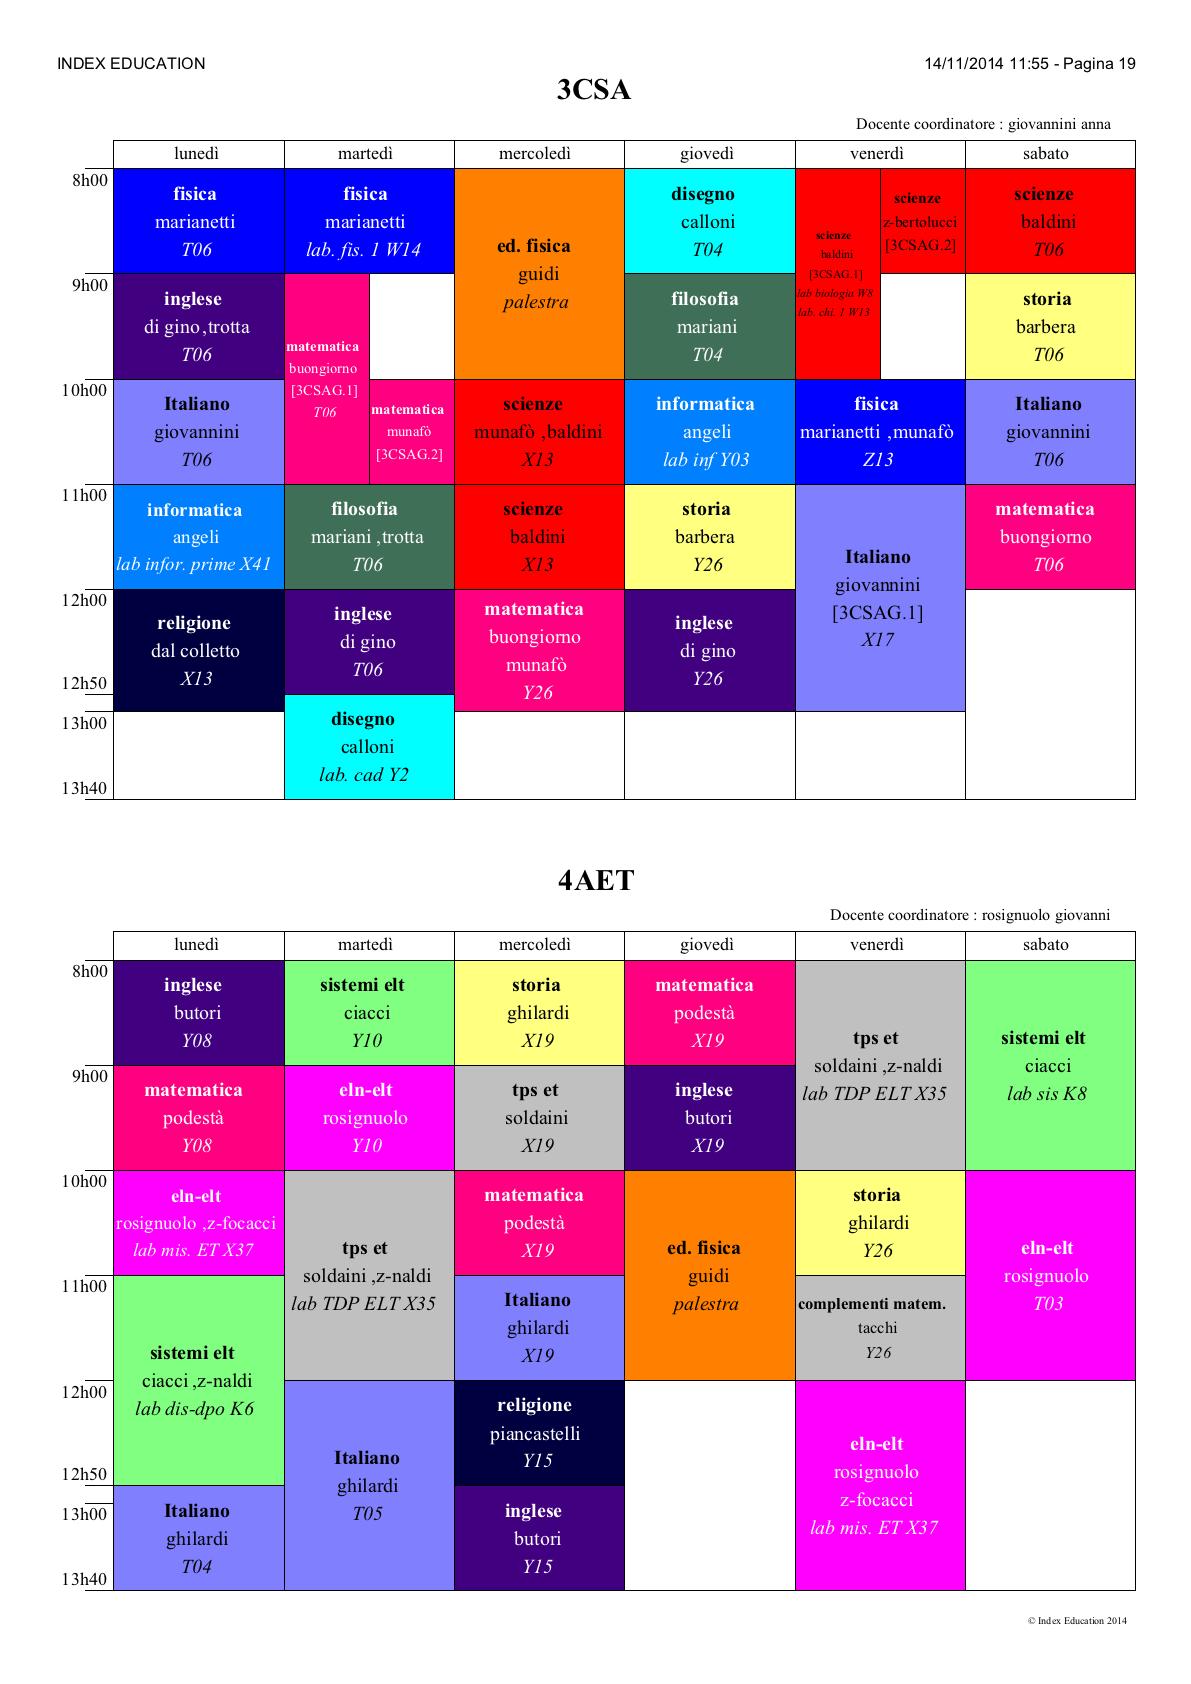 INDEX EDUCATION
14/11/2014 11:55 - Pagina 19
3CSA
Docente coordinatore : giovannini anna
lunedì
martedì
mercoledì
giovedì
venerdì
sabato
8h00
fisica
marianetti
T06
fisica
marianetti
lab. fis. 1 W14
ed. fisica
guidi
palestra
disegno
calloni
T04
scienze
baldini
[3CSAG.1]
lab biologia W8
lab. chi. 1 W13
scienze
z-bertolucci
[3CSAG.2]
scienze
baldini
T06
9h00
inglese
di gino ,trotta
T06
matematica
buongiorno
[3CSAG.1]
T06
filosofia
mariani
T04
storia
barbera
T06
10h00
Italiano
giovannini
T06
matematica
munafò
[3CSAG.2]
scienze
munafò ,baldini
X13
informatica
angeli
lab inf Y03
fisica
marianetti ,munafò
Z13
Italiano
giovannini
T06
11h00
informatica
angeli
lab infor. prime X41
filosofia
mariani ,trotta
T06
scienze
baldini
X13
storia
barbera
Y26
Italiano
giovannini
[3CSAG.1]
X17
matematica
buongiorno
T06
12h00
religione
dal colletto
X13
inglese
di gino
T06
matematica
buongiorno
munafò
Y26
inglese
di gino
Y26
12h50
13h00
disegno
calloni
lab. cad Y2
13h40
4AET
Docente coordinatore : rosignuolo giovanni
lunedì
martedì
mercoledì
giovedì
venerdì
sabato
8h00
inglese
butori
Y08
sistemi elt
ciacci
Y10
storia
ghilardi
X19
matematica
podestà
X19
tps et
soldaini ,z-naldi
lab TDP ELT X35
sistemi elt
ciacci
lab sis K8
9h00
matematica
podestà
Y08
eln-elt
rosignuolo
Y10
tps et
soldaini
X19
inglese
butori
X19
10h00
eln-elt
rosignuolo ,z-focacci
lab mis. ET X37
tps et
soldaini ,z-naldi
lab TDP ELT X35
matematica
podestà
X19
ed. fisica
guidi
palestra
storia
ghilardi
Y26
eln-elt
rosignuolo
T03
11h00
sistemi elt
ciacci ,z-naldi
lab dis-dpo K6
Italiano
ghilardi
X19
complementi matem.
tacchi
Y26
12h00
Italiano
ghilardi
T05
religione
piancastelli
Y15
eln-elt
rosignuolo
z-focacci
lab mis. ET X37
12h50
13h00
Italiano
ghilardi
T04
inglese
butori
Y15
13h40
© Index Education 2014